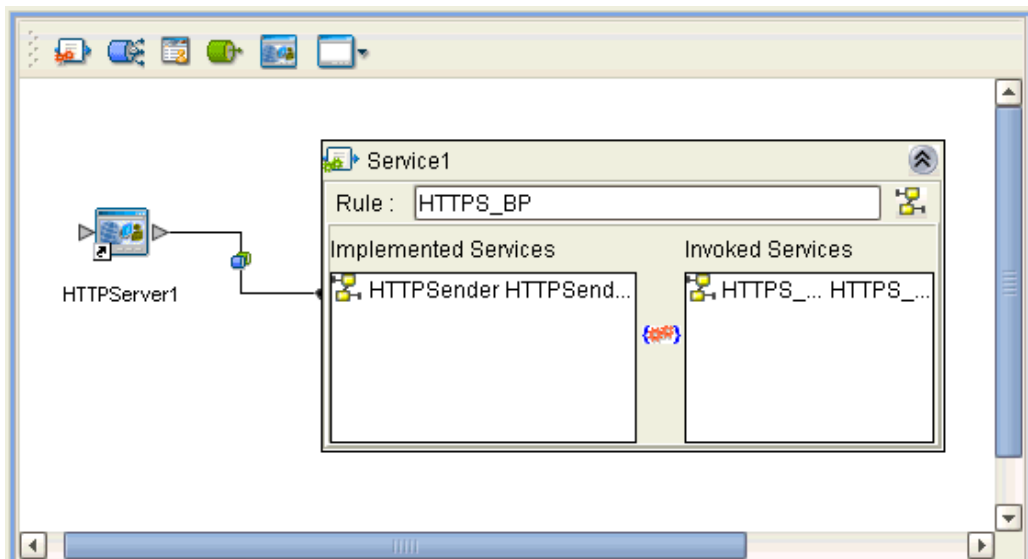 Service1
Rule : HTTPS_BP
Implemented Services Invoked Services
HTTPSender HTTPSend... HTTPS_... HTTPS_...
HTTPServer1